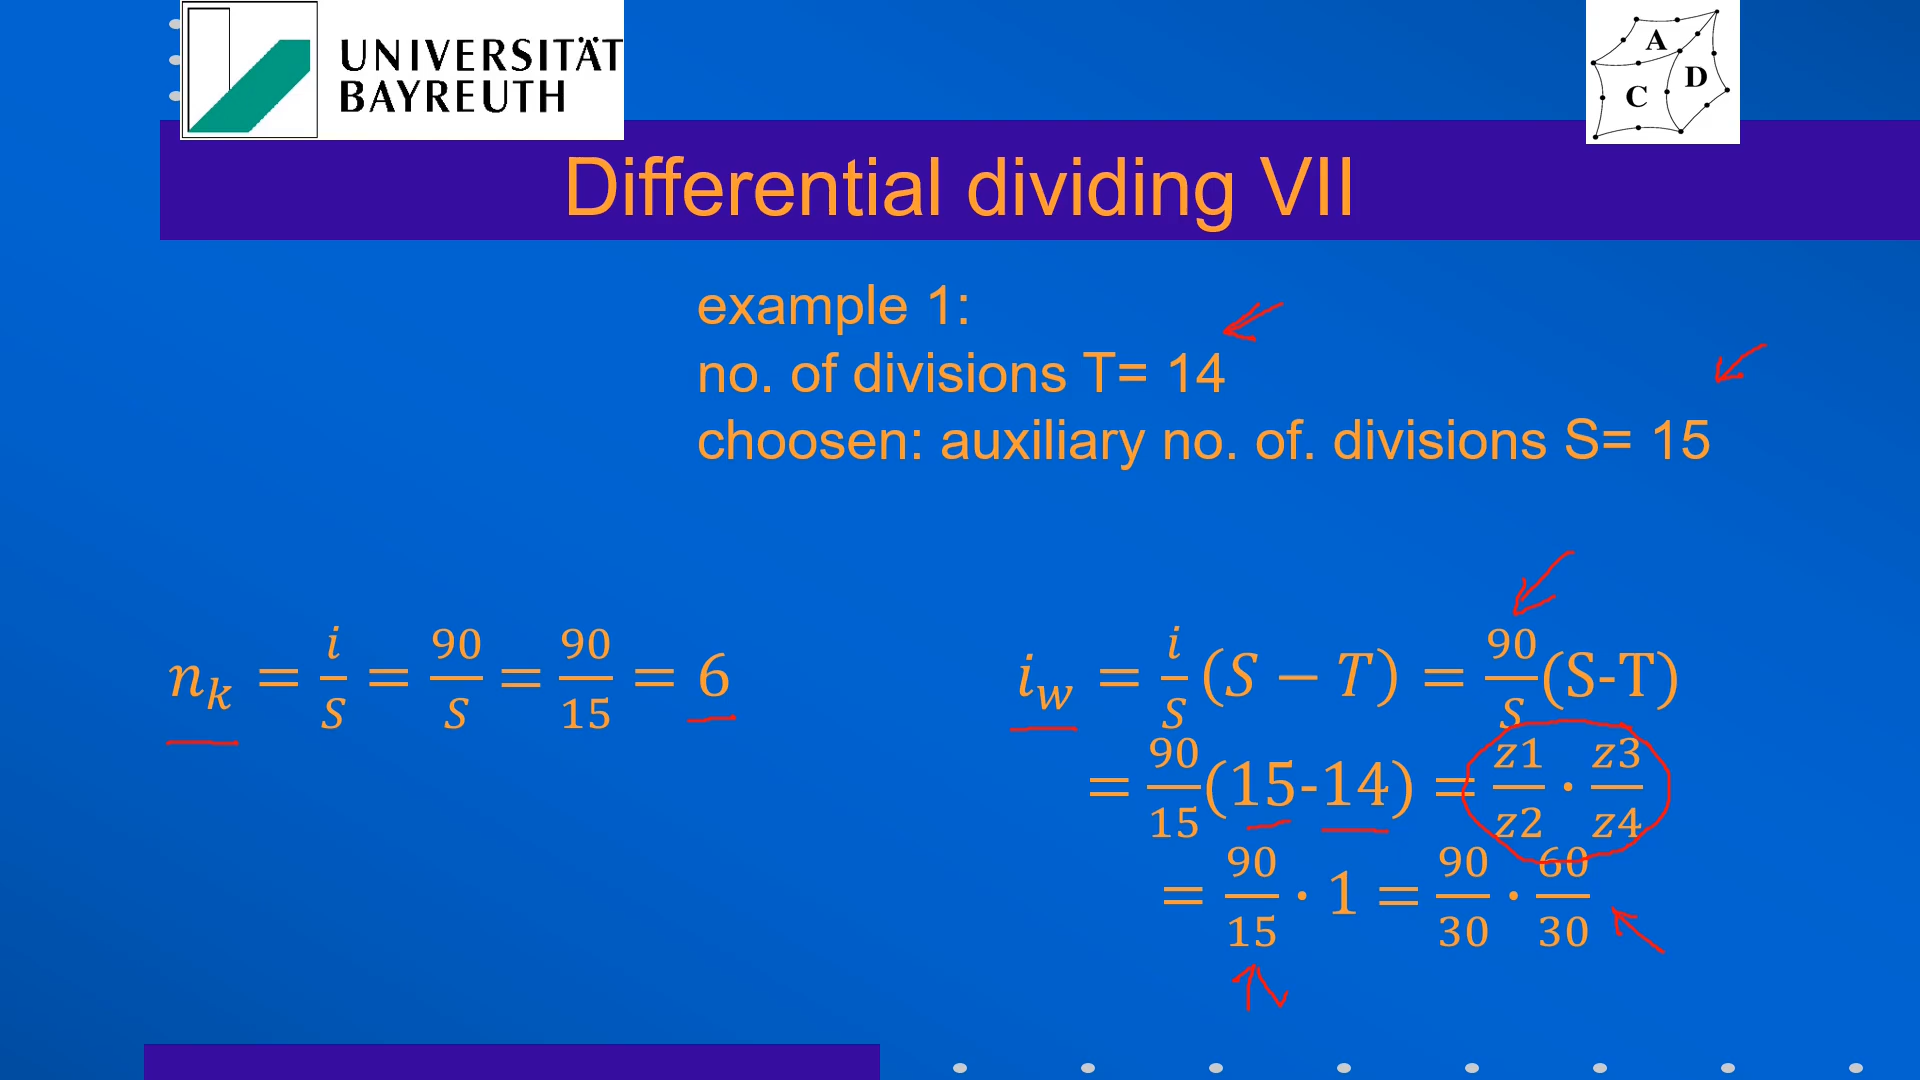 UNIVERSITÄT
BAYREUTH
A
D
C
Differential dividing VII
example 1:
no. of divisions T= 14
choosen: auxiliary no. of. divisions S= 15
n_k = i/S = 90/S = 90/15 = 6
i_w = i/S (S − T) = 90/S (S-T)
= 90/15 (15-14) = z1/z2 · z3/z4
= 90/15 · 1 = 90/30 · 60/30